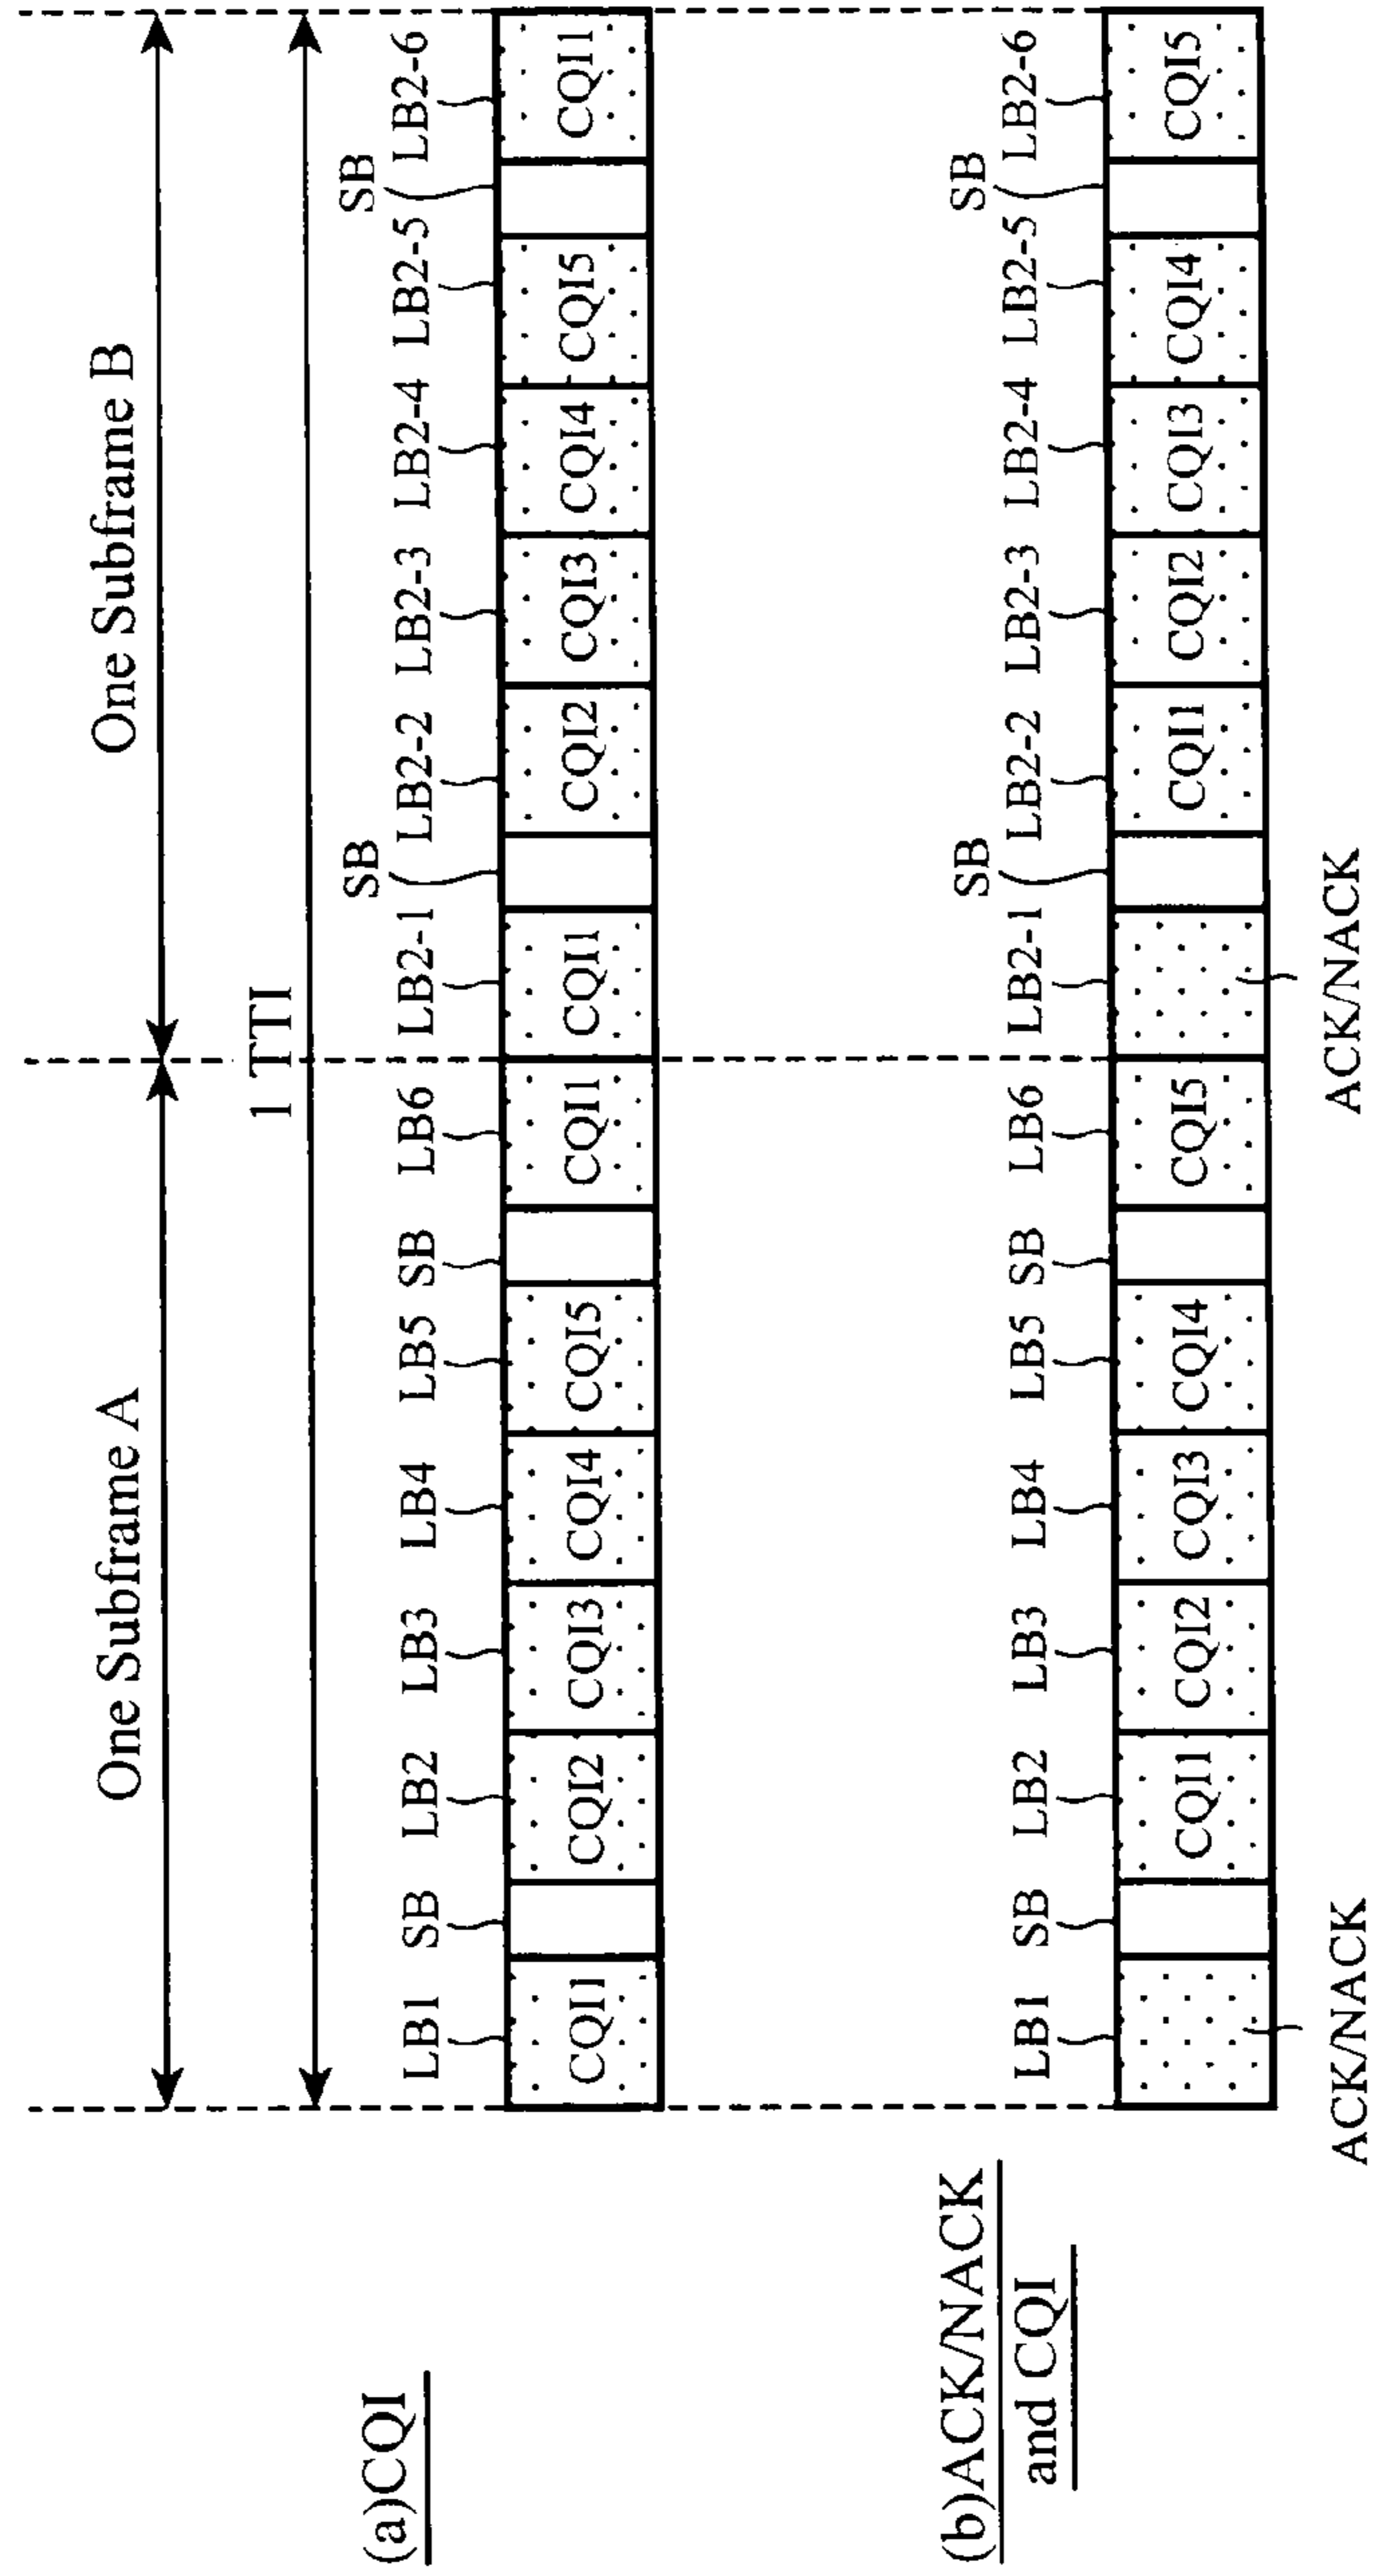 One Subframe A
One Subframe B
1 TTI
(a)CQI
LB1
SB
LB2
LB3
LB4
LB5
SB
LB6
LB2-1
SB
LB2-2
LB2-3
LB2-4
LB2-5
SB
LB2-6
CQI1
CQI2
CQI3
CQI4
CQI5
CQI1
CQI1
CQI2
CQI3
CQI4
CQI5
CQI1
(b)ACK/NACK
and CQI
LB1
SB
LB2
LB3
LB4
LB5
SB
LB6
LB2-1
SB
LB2-2
LB2-3
LB2-4
LB2-5
SB
LB2-6
CQI1
CQI2
CQI3
CQI4
CQI5
CQI1
CQI2
CQI3
CQI4
CQI5
ACK/NACK
ACK/NACK